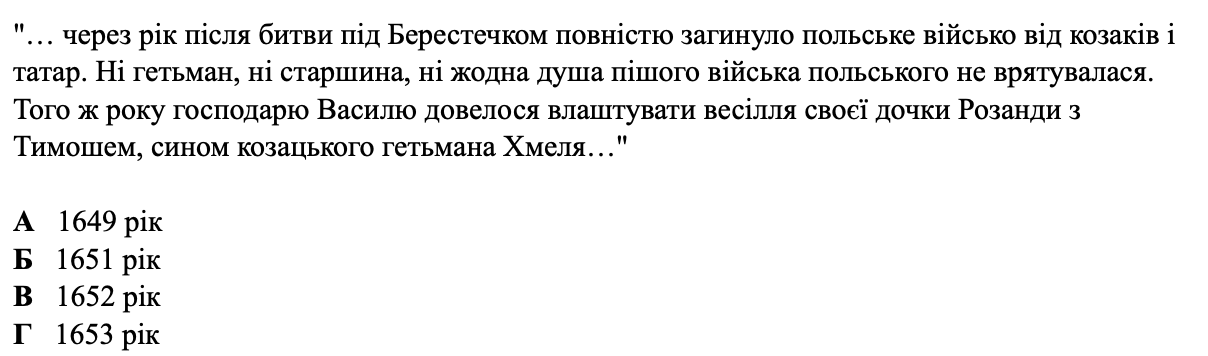 "… через рік після битви під Берестечком повністю загинуло польське військо від козаків і
татар. Ні гетьман, ні старшина, ні жодна душа пішого війська польського не врятувалася.
Того ж року господарю Василю довелося влаштувати весілля своєї дочки Розанди з
Тимошем, сином козацького гетьмана Хмеля…"
А 1649 рік
Б 1651 рік
В 1652 рік
Г 1653 рік